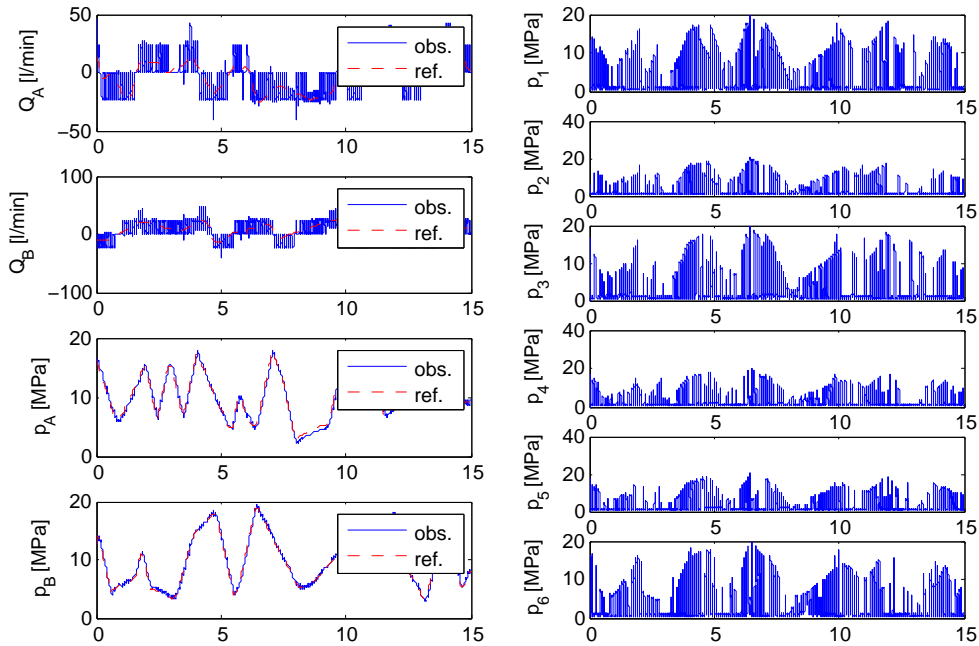 50
0
−50
Q_A [l/min]
obs.
ref.
0 5 10 15
100
0
−100
Q_B [l/min]
obs.
ref.
0 5 10 15
20
10
0
p_A [MPa]
obs.
ref.
0 5 10 15
20
10
0
p_B [MPa]
obs.
ref.
0 5 10 15
20
10
0
p_1 [MPa]
0 5 10 15
40
20
0
p_2 [MPa]
0 5 10 15
20
10
0
p_3 [MPa]
0 5 10 15
40
20
0
p_4 [MPa]
0 5 10 15
40
20
0
p_5 [MPa]
0 5 10 15
20
10
0
p_6 [MPa]
0 5 10 15